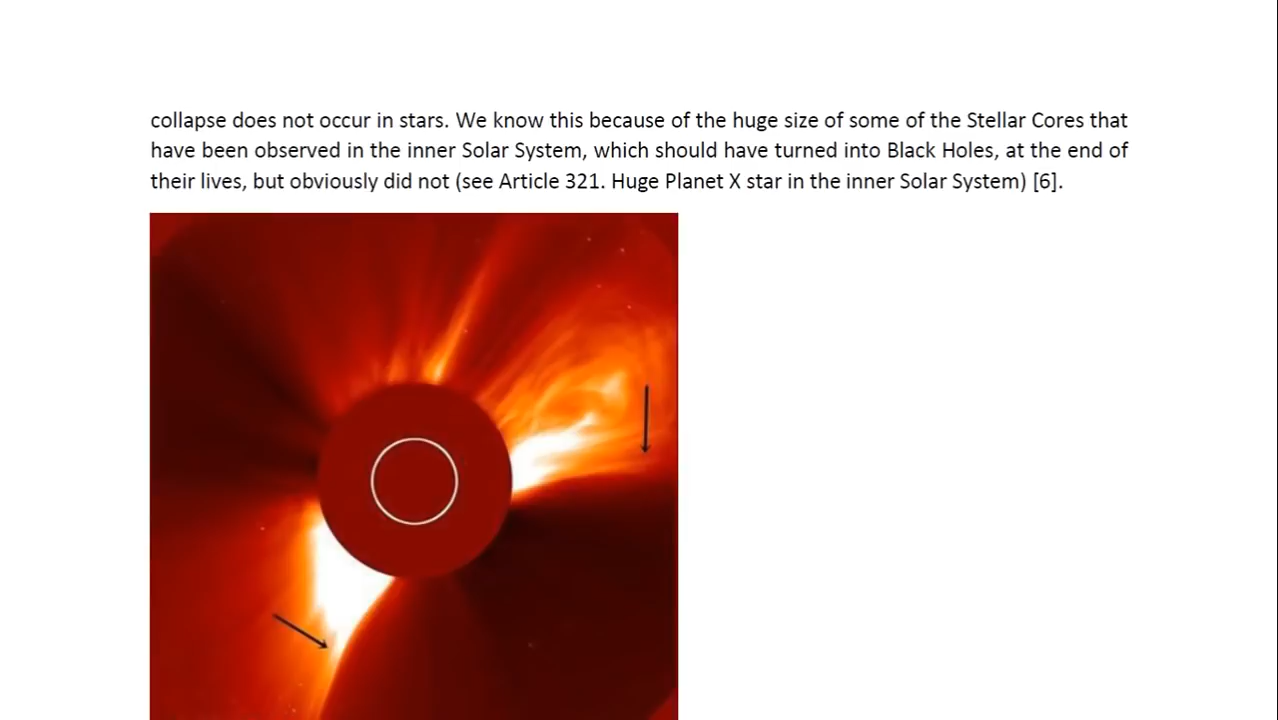 collapse does not occur in stars. We know this because of the huge size of some of the Stellar Cores that
have been observed in the inner Solar System, which should have turned into Black Holes, at the end of
their lives, but obviously did not (see Article 321. Huge Planet X star in the inner Solar System) [6].